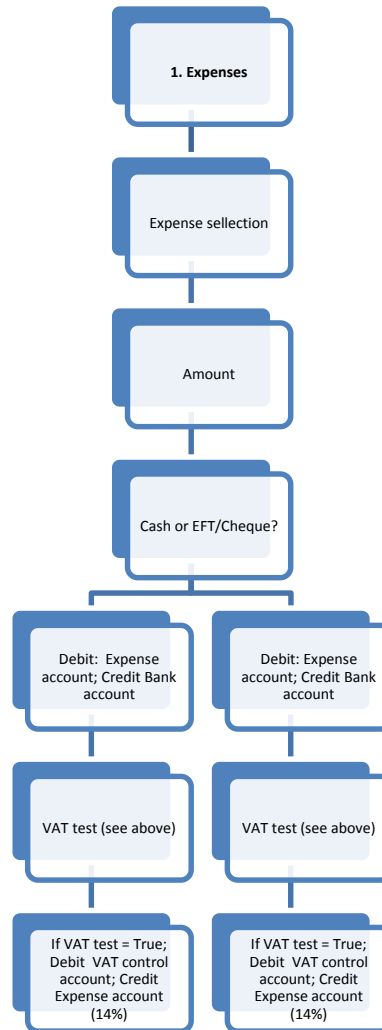 1. Expenses
Expense sellection
Amount
Cash or EFT/Cheque?
Debit:  Expense
account; Credit Bank
account
Debit: Expense
account; Credit Bank
account
VAT test (see above)
VAT test (see above)
If VAT test = True;
Debit  VAT control
account; Credit
Expense account
(14%)
If VAT test = True;
Debit  VAT control
account; Credit
Expense account
(14%)